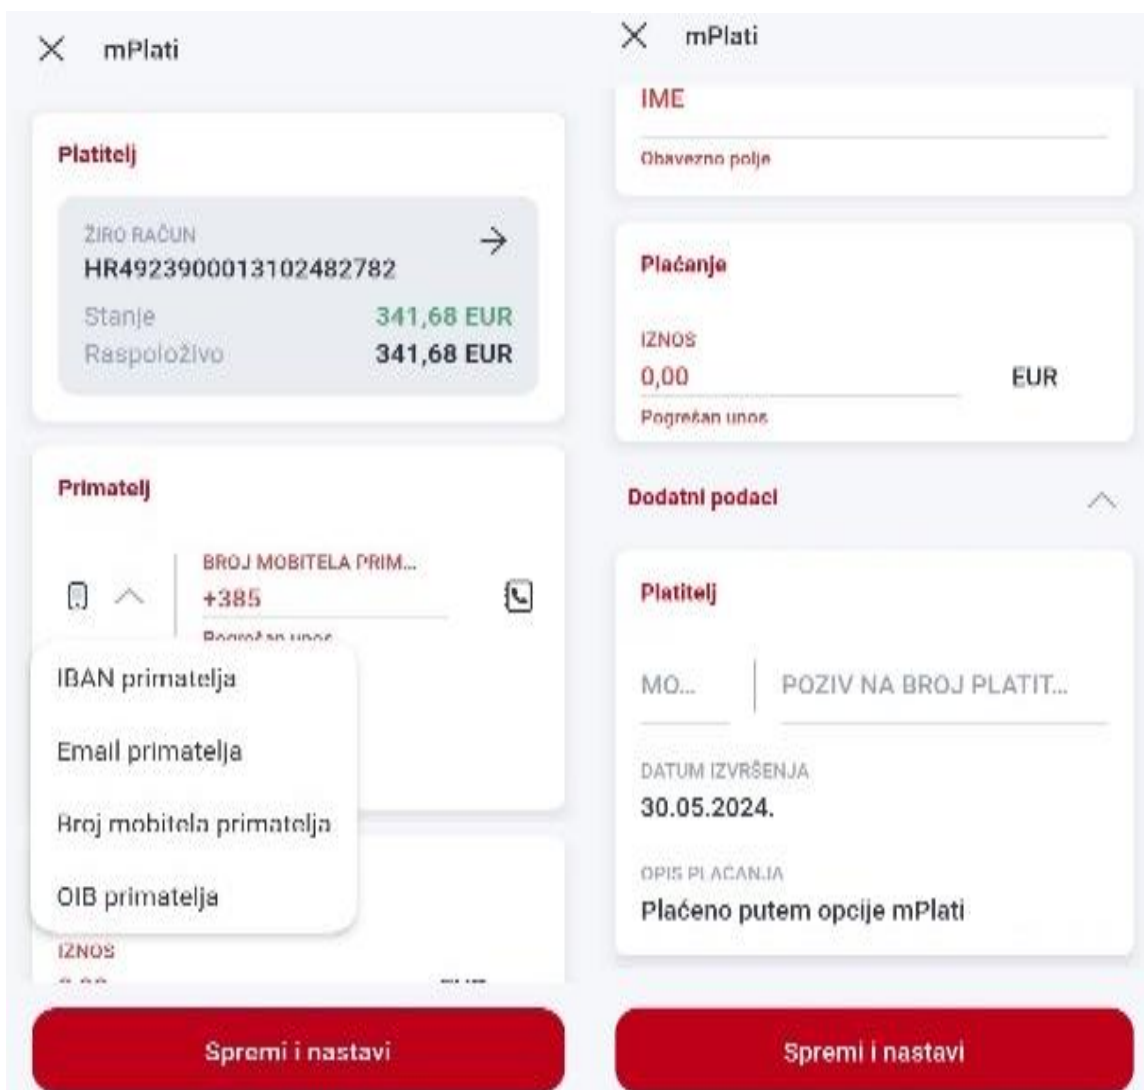 mPlati
Platitelj
ŽIRO RAČUN
HR4923900013102482782
Stanje 341,68 EUR
Raspoloživo 341,68 EUR
Primatelj
BROJ MOBITELA PRIM...
+385
Pogrešan unos
IBAN primatelja
Email primatelja
Broj mobitela primatelja
OIB primatelja
IZNOS
Spremi i nastavi
mPlati
IME
Obavezno polje
Plaćanje
IZNOS
0,00 EUR
Pogrešan unos
Dodatni podaci
Platitelj
MO... POZIV NA BROJ PLATIT...
DATUM IZVRŠENJA
30.05.2024.
OPIS PLAĆANJA
Plaćeno putem opcije mPlati
Spremi i nastavi